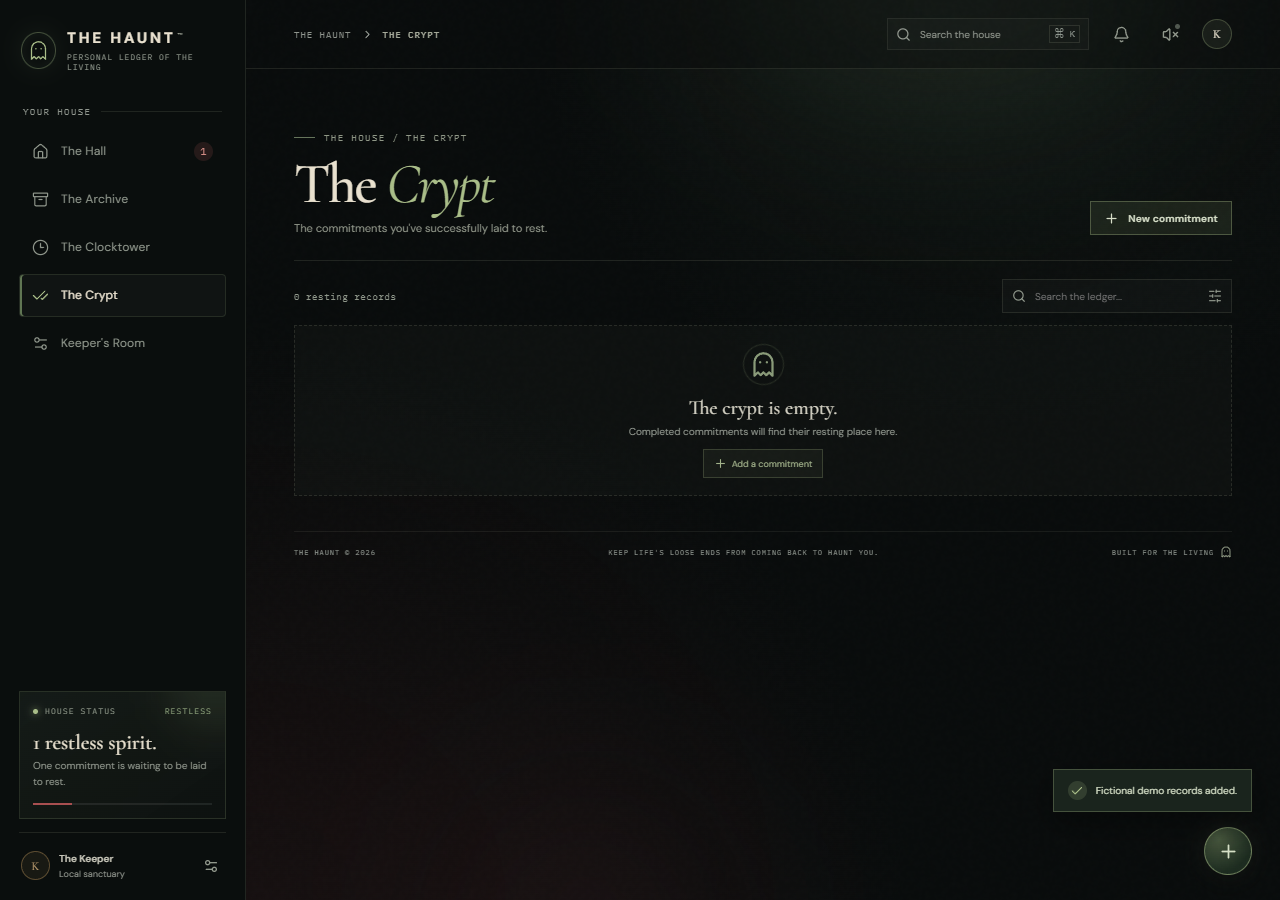 THE HAUNT™
PERSONAL LEDGER OF THE
LIVING
YOUR HOUSE
The Hall
1
The Archive
The Clocktower
The Crypt
Keeper's Room
HOUSE STATUS
RESTLESS
1 restless spirit.
One commitment is waiting to be laid
to rest.
K
The Keeper
Local sanctuary
THE HAUNT > THE CRYPT
Search the house
⌘ K
K
THE HOUSE / THE CRYPT
The Crypt
The commitments you've successfully laid to rest.
New commitment
0 resting records
Search the ledger...
The crypt is empty.
Completed commitments will find their resting place here.
Add a commitment
THE HAUNT © 2026
KEEP LIFE'S LOOSE ENDS FROM COMING BACK TO HAUNT YOU.
BUILT FOR THE LIVING
Fictional demo records added.